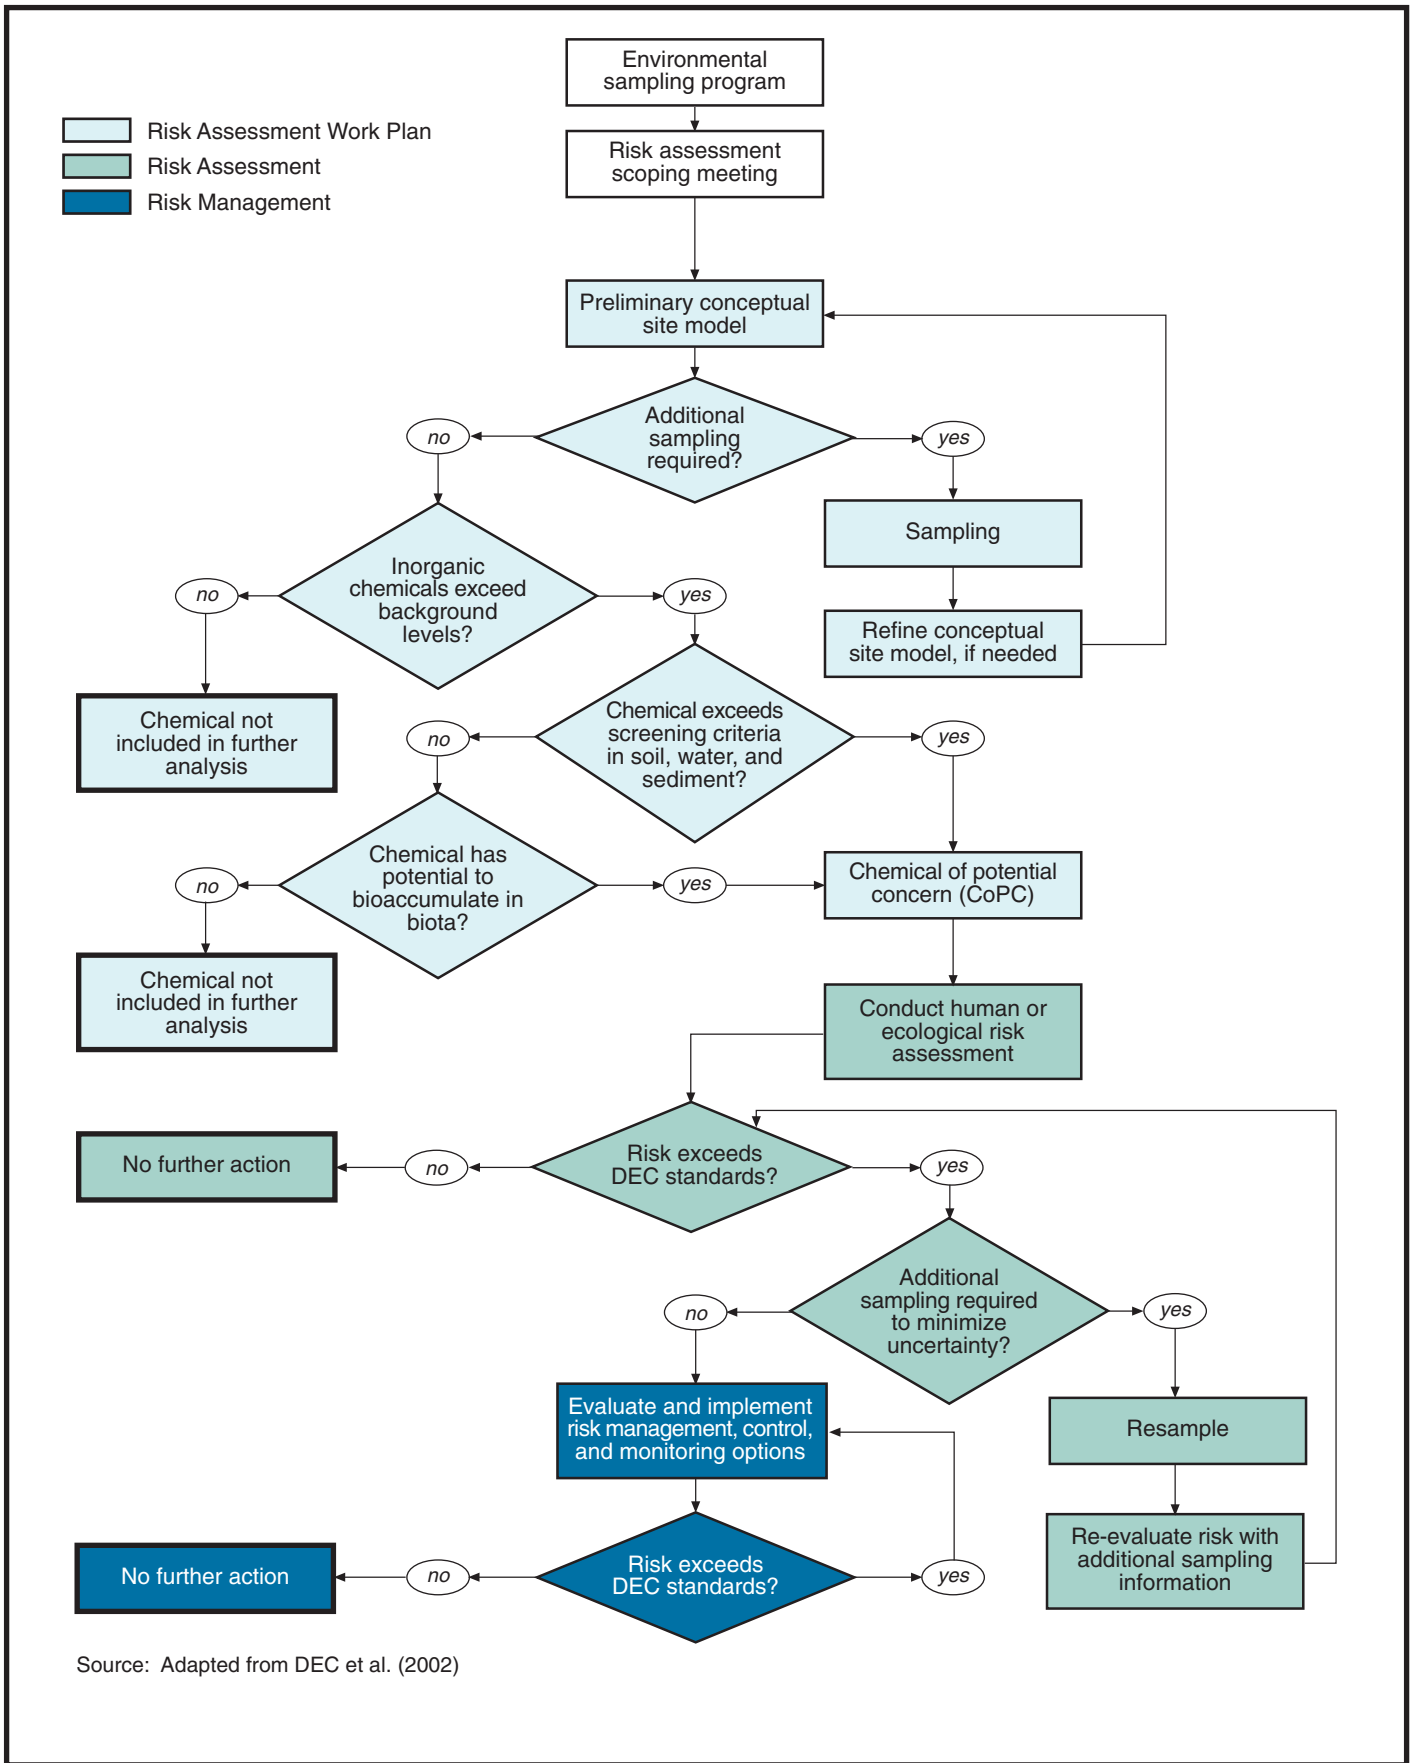 Environmental
sampling program
Risk Assessment Work Plan
Risk Assessment
Risk Management
Risk assessment
scoping meeting
Preliminary conceptual
site model
Additional
sampling
required?
no
yes
Sampling
Inorganic
chemicals exceed
background
levels?
no
yes
Refine conceptual
site model, if needed
Chemical not
included in further
analysis
Chemical exceeds
screening criteria
in soil, water, and
sediment?
no
yes
Chemical has
potential to
bioaccumulate in
biota?
no
yes
Chemical of potential
concern (CoPC)
Chemical not
included in further
analysis
Conduct human or
ecological risk
assessment
Risk exceeds
DEC standards?
no
yes
No further action
Additional
sampling required
to minimize
uncertainty?
no
yes
Evaluate and implement
risk management, control,
and monitoring options
Resample
Re-evaluate risk with
additional sampling
information
Risk exceeds
DEC standards?
no
yes
No further action
Source: Adapted from DEC et al. (2002)